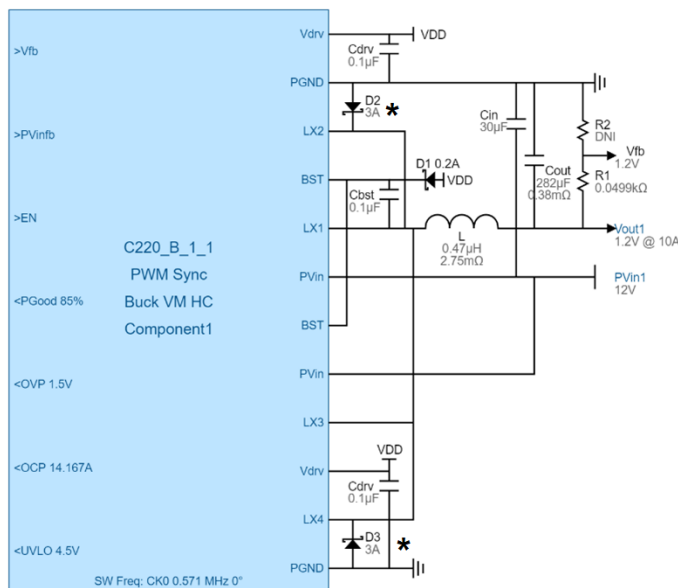 Vdrv
VDD
Cdrv
0.1µF
>Vfb
PGND
D2
3A
*
Cin
30µF
R2
DNI
>PVinfb
LX2
Vfb
1.2V
D1 0.2A
VDD
BST
Cbst
0.1µF
Cout
282µF
0.38mΩ
R1
0.0499kΩ
>EN
LX1
L
0.47µH
2.75mΩ
Vout1
1.2V @ 10A
C220_B_1_1
PWM Sync
Buck VM HC
Component1
PVin
PVin1
12V
<PGood 85%
BST
PVin
<OVP 1.5V
LX3
VDD
<OCP 14.167A
Vdrv
Cdrv
0.1µF
LX4
D3
3A
*
<UVLO 4.5V
PGND
SW Freq: CK0 0.571 MHz 0°